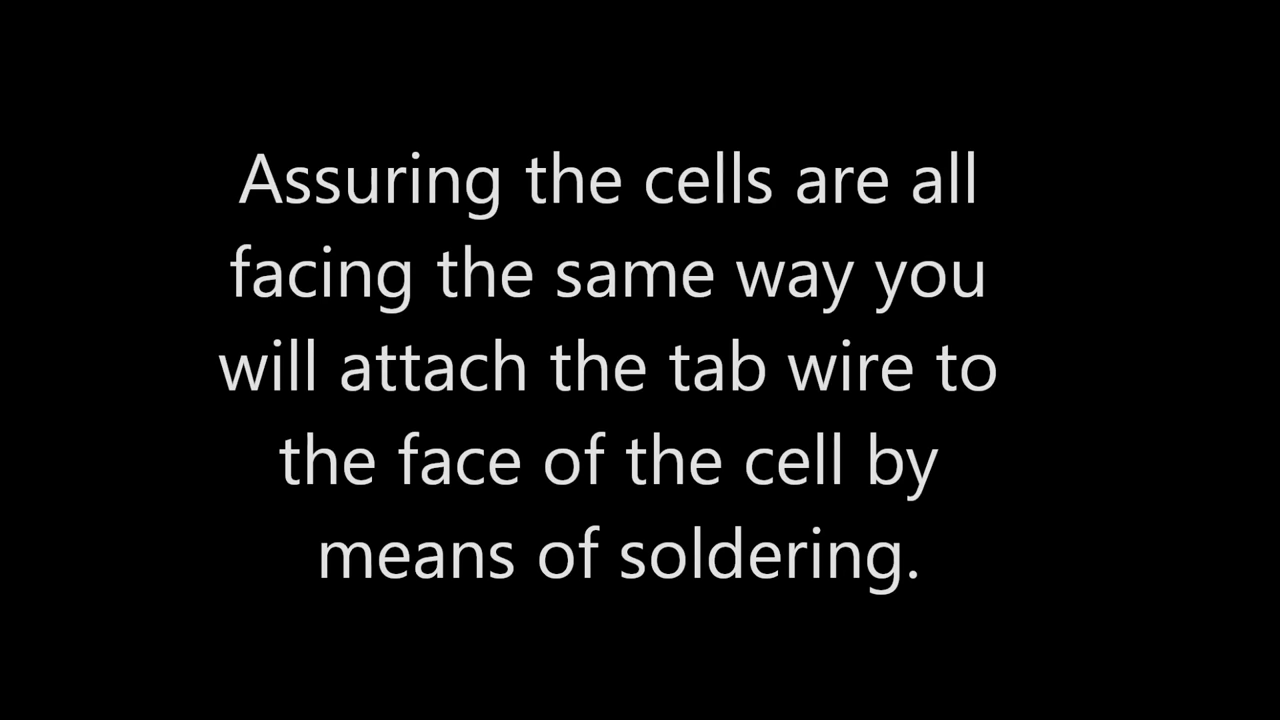 Assuring the cells are all
facing the same way you
will attach the tab wire to
the face of the cell by
means of soldering.